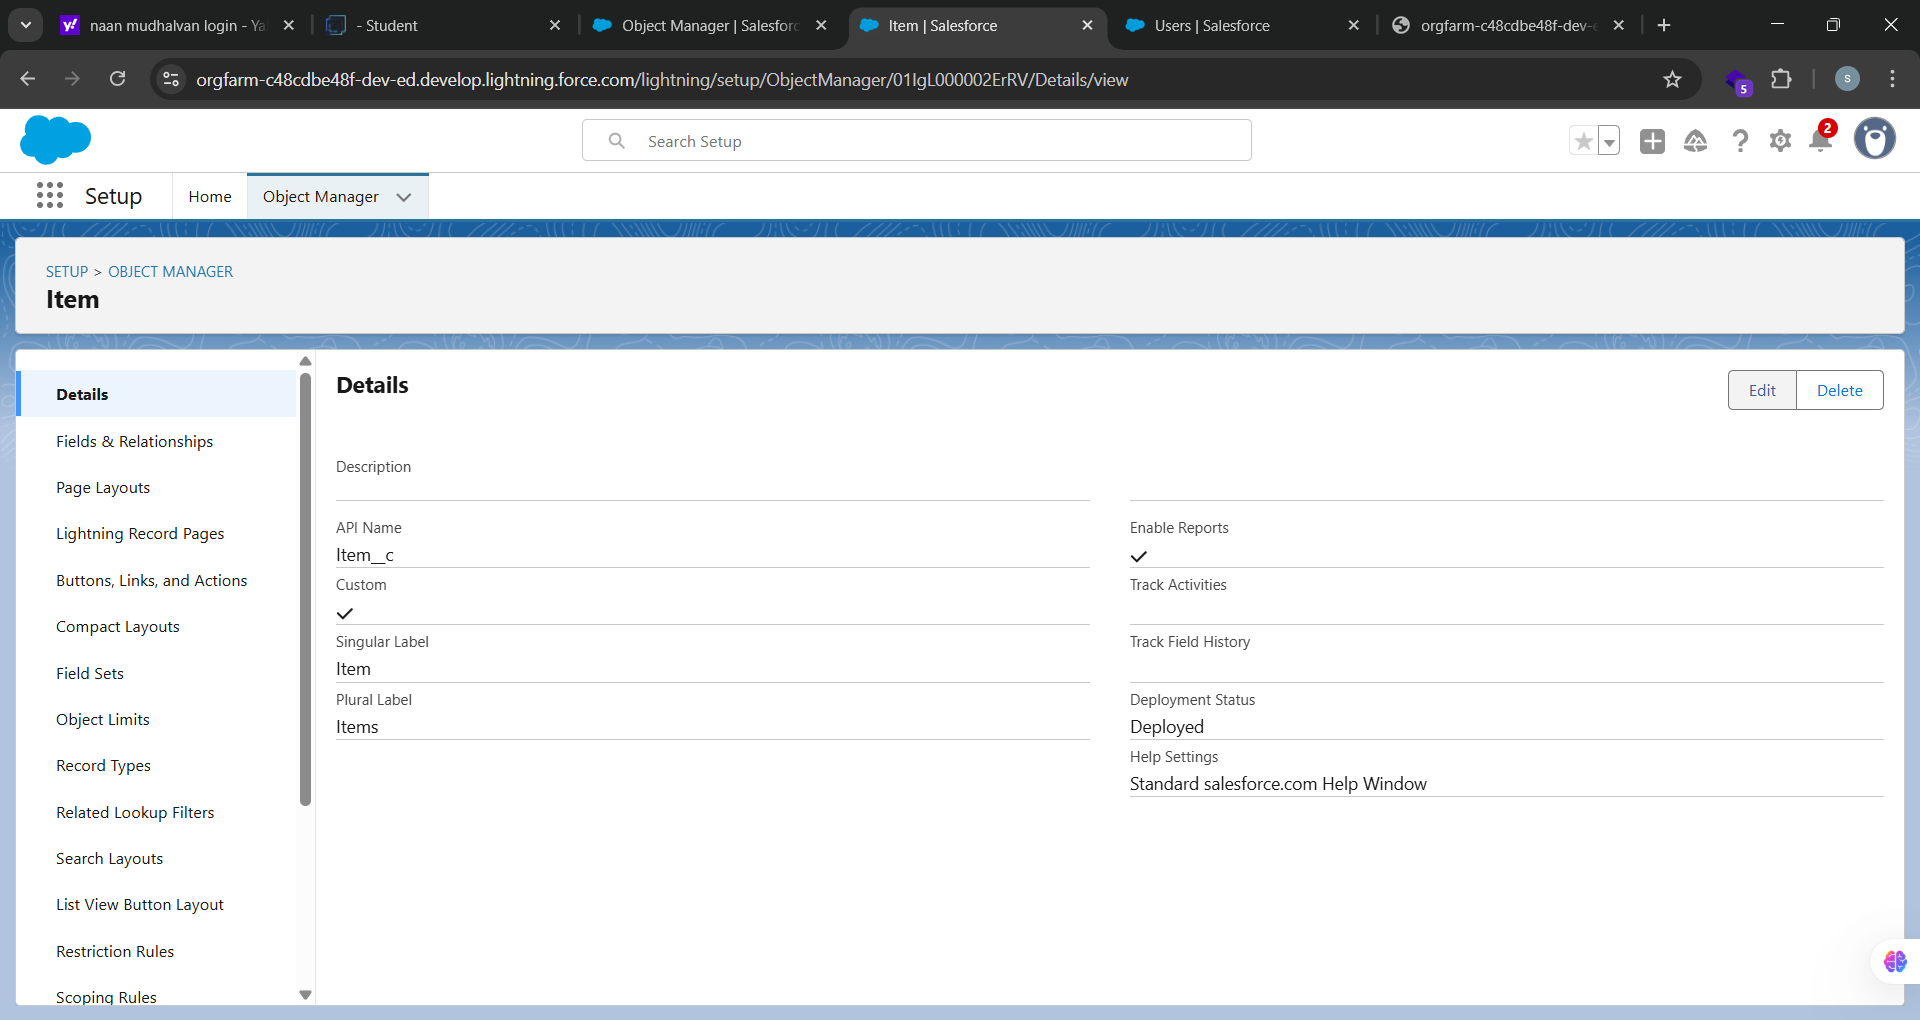 naan mudhalvan login - Ya
- Student
Object Manager | Salesforc
Item | Salesforce
Users | Salesforce
orgfarm-c48cdbe48f-dev-e
orgfarm-c48cdbe48f-dev-ed.develop.lightning.force.com/lightning/setup/ObjectManager/01IgL000002ErRV/Details/view
5
s
Search Setup
2
Setup
Home
Object Manager
SETUP > OBJECT MANAGER
Item
Details
Fields & Relationships
Page Layouts
Lightning Record Pages
Buttons, Links, and Actions
Compact Layouts
Field Sets
Object Limits
Record Types
Related Lookup Filters
Search Layouts
List View Button Layout
Restriction Rules
Scoping Rules
Details
Edit
Delete
Description
API Name
Item__c
Custom
Singular Label
Item
Plural Label
Items
Enable Reports
Track Activities
Track Field History
Deployment Status
Deployed
Help Settings
Standard salesforce.com Help Window